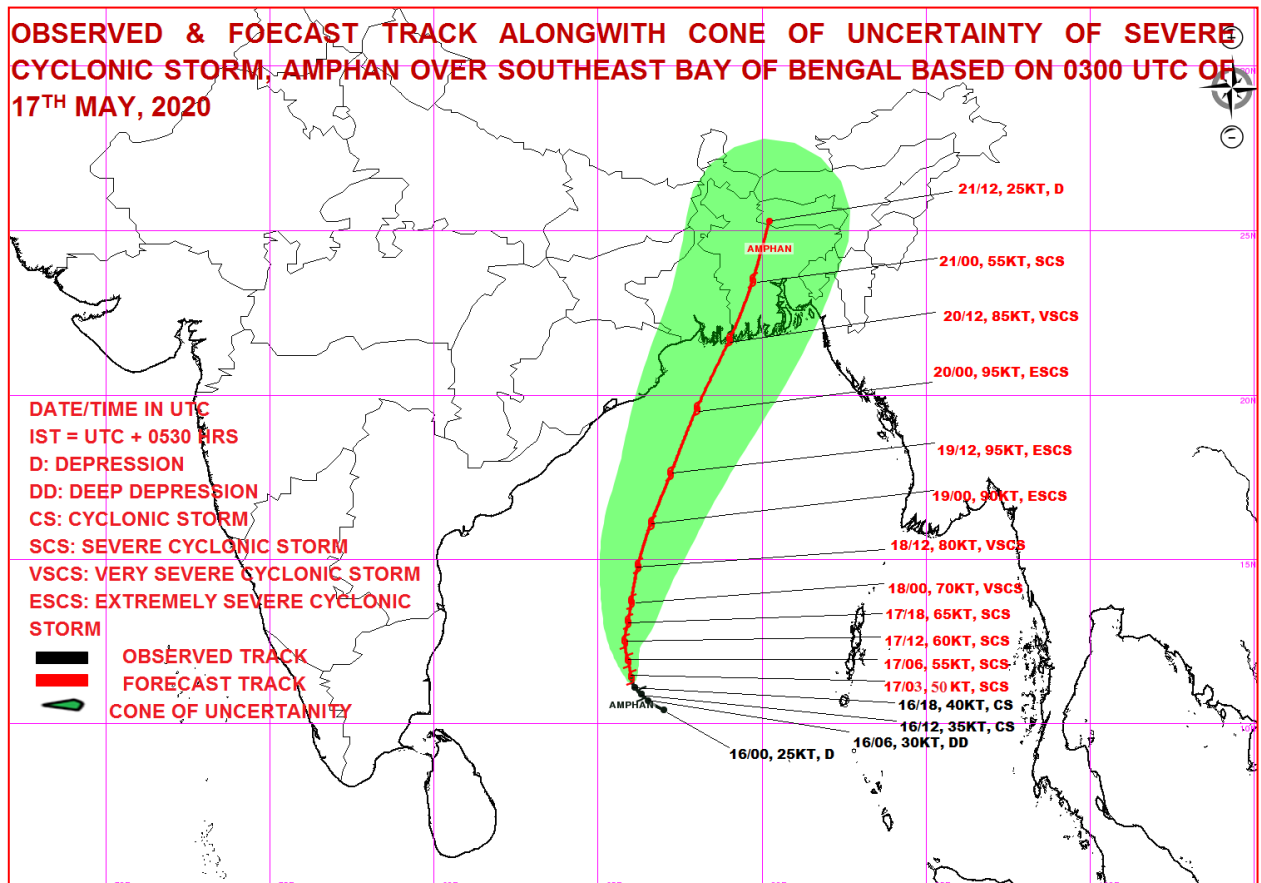 OBSERVED & FOECAST TRACK ALONGWITH CONE OF UNCERTAINTY OF SEVERE
CYCLONIC STORM, AMPHAN OVER SOUTHEAST BAY OF BENGAL BASED ON 0300 UTC OF
17TH MAY, 2020
21/12, 25KT, D
25N
AMPHAN
21/00, 55KT, SCS
20/12, 85KT, VSCS
20/00, 95KT, ESCS
20N
DATE/TIME IN UTC
IST = UTC + 0530 HRS
D: DEPRESSION
DD: DEEP DEPRESSION
CS: CYCLONIC STORM
SCS: SEVERE CYCLONIC STORM
VSCS: VERY SEVERE CYCLONIC STORM
ESCS: EXTREMELY SEVERE CYCLONIC
STORM
OBSERVED TRACK
FORECAST TRACK
CONE OF UNCERTAINITY
19/12, 95KT, ESCS
19/00, 90KT, ESCS
18/12, 80KT, VSCS
15N
18/00, 70KT, VSCS
17/18, 65KT, SCS
17/12, 60KT, SCS
17/06, 55KT, SCS
17/03, 50 KT, SCS
16/18, 40KT, CS
AMPHAN
16/12, 35KT, CS
10N
16/06, 30KT, DD
16/00, 25KT, D